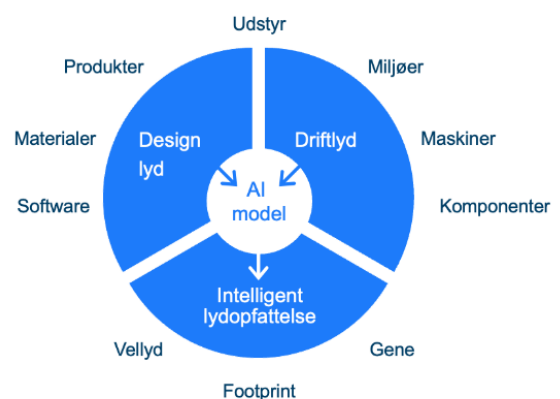 Udstyr
Produkter
Miljøer
Materialer
Design
lyd
Driftlyd
Maskiner
AI
model
Software
Komponenter
Intelligent
lydopfattelse
Vellyd
Gene
Footprint